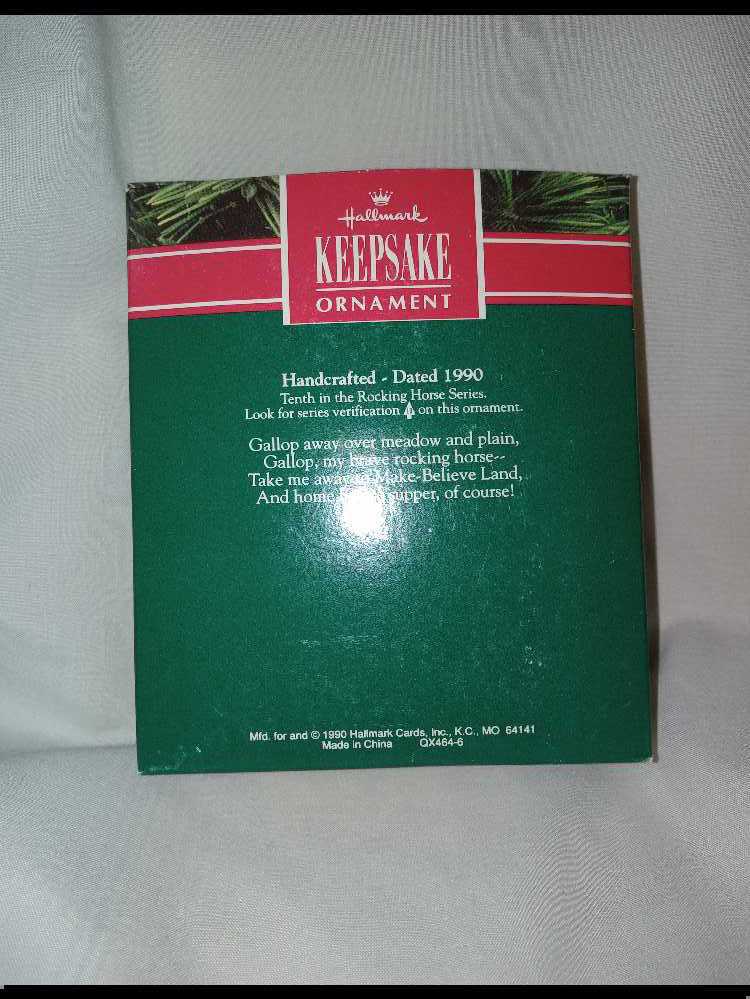 Hallmark
KEEPSAKE
ORNAMENT
Handcrafted - Dated 1990
Tenth in the Rocking Horse Series.
Look for series verification on this ornament.
Gallop away over meadow and plain,
Gallop, my brave rocking horse--
Take me away to Make-Believe Land,
And home supper, of course!
Mfd. for and © 1990 Hallmark Cards, Inc., K.C., MO 64141
Made in China QX464-6